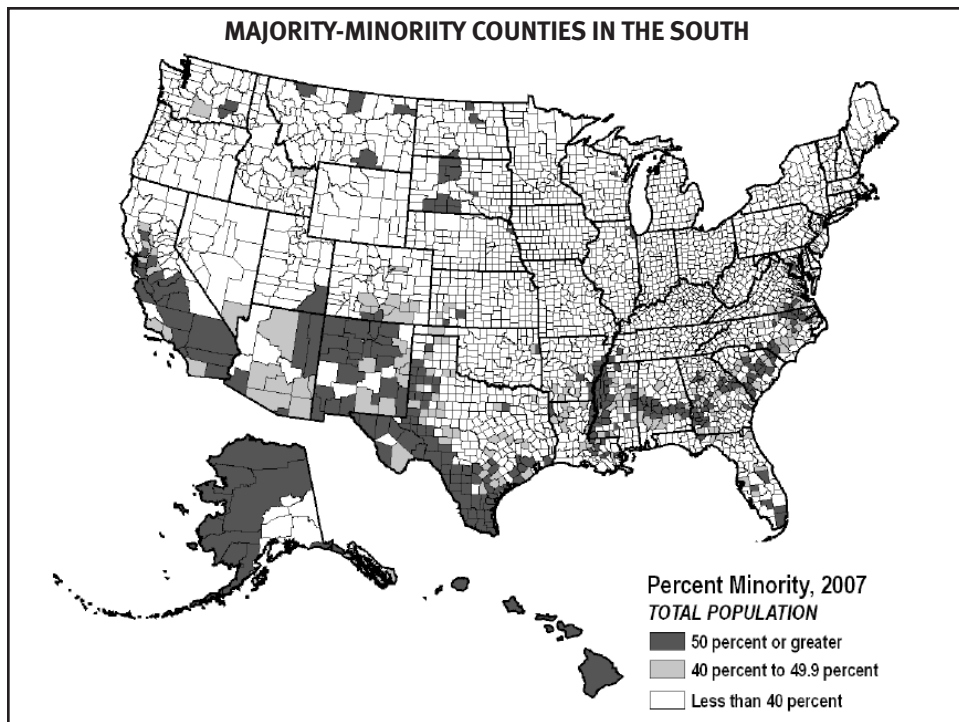 MAJORITY-MINORIITY COUNTIES IN THE SOUTH
Percent Minority, 2007
TOTAL POPULATION
50 percent or greater
40 percent to 49.9 percent
Less than 40 percent